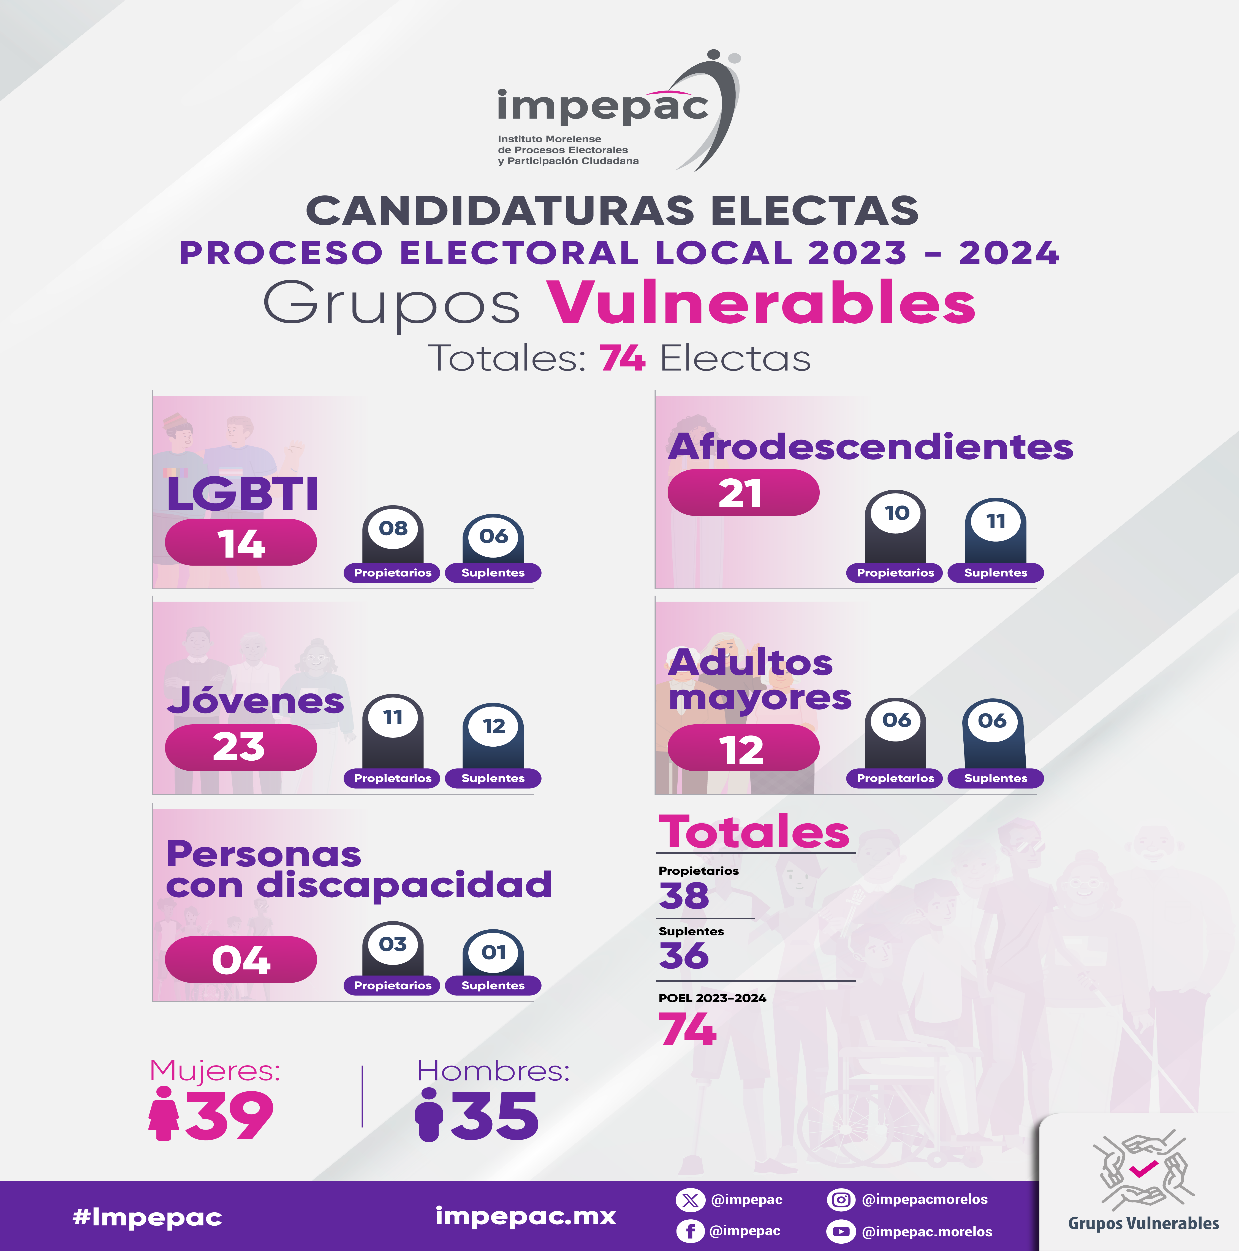 impepac
Instituto Morelense
de Procesos Electorales
y Participación Ciudadana
CANDIDATURAS ELECTAS
PROCESO ELECTORAL LOCAL 2023 - 2024
Grupos Vulnerables
Totales: 74 Electas
LGBTI
14
08
Propietarios
06
Suplentes
Afrodescendientes
21
10
Propietarios
11
Suplentes
Jóvenes
23
11
Propietarios
12
Suplentes
Adultos
mayores
12
06
Propietarios
06
Suplentes
Personas
con discapacidad
04
03
Propietarios
01
Suplentes
Totales
Propietarios
38
Suplentes
36
POEL 2023-2024
74
Mujeres:
39
Hombres:
35
#Impepac
impepac.mx
@impepac
@impepacmorelos
@impepac
@impepac.morelos
Grupos Vulnerables